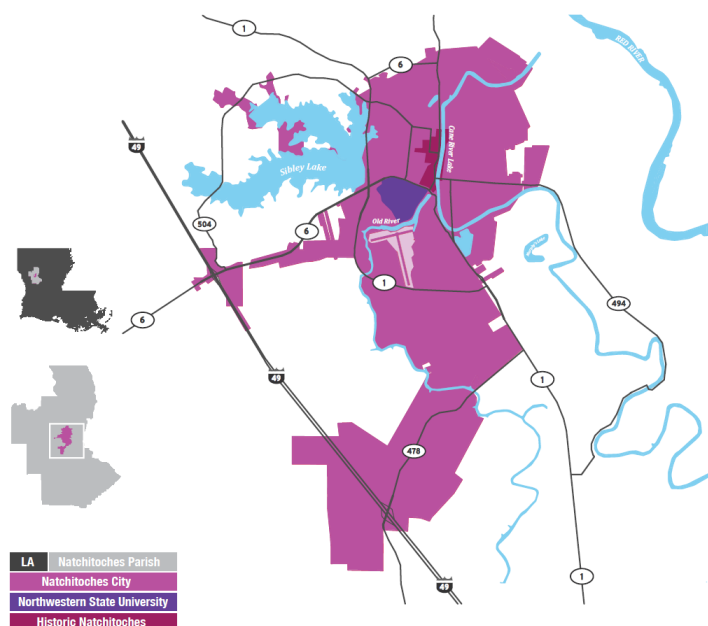 1
6
RED RIVER
49
Cane River Lake
Sibley Lake
504
6
Old River
1
6
494
49
1
478
1
49
LA
Natchitoches Parish
Natchitoches City
Northwestern State University
Historic Natchitoches